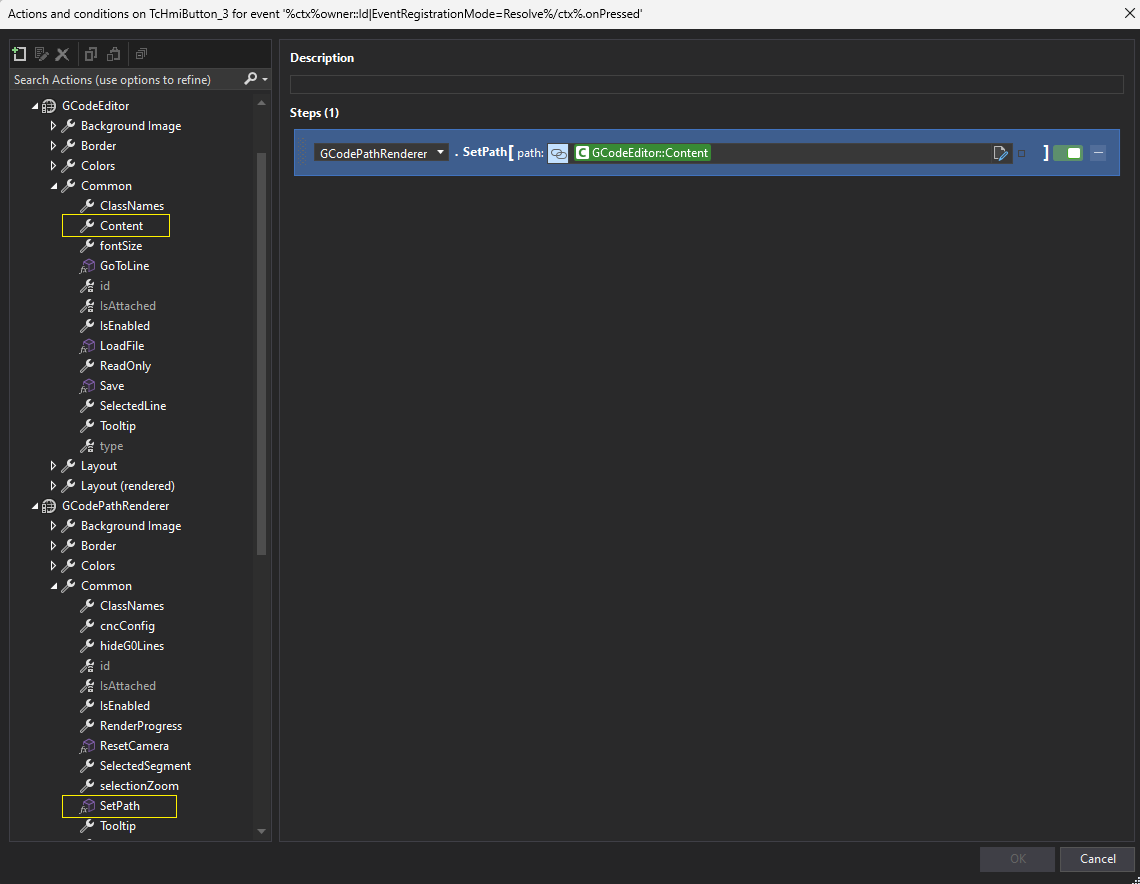 Actions and conditions on TcHmiButton_3 for event '%ctx%owner::Id|EventRegistrationMode=Resolve%/ctx%.onPressed'
Search Actions (use options to refine)
GCodeEditor
Background Image
Border
Colors
Common
ClassNames
Content
fontSize
GoToLine
id
IsAttached
IsEnabled
LoadFile
ReadOnly
Save
SelectedLine
Tooltip
type
Layout
Layout (rendered)
GCodePathRenderer
Background Image
Border
Colors
Common
ClassNames
cncConfig
hideG0Lines
id
IsAttached
IsEnabled
RenderProgress
ResetCamera
SelectedSegment
selectionZoom
SetPath
Tooltip
Description
Steps (1)
GCodePathRenderer . SetPath[ path: C GCodeEditor::Content ]
OK Cancel